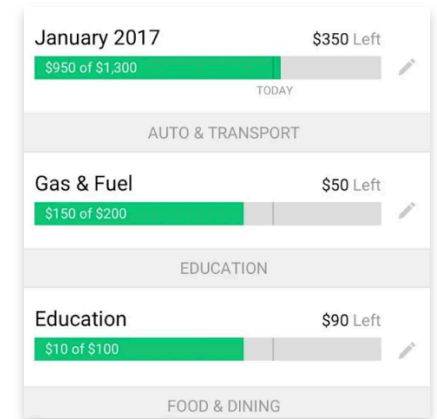 January 2017 $350 Left
$950 of $1,300
TODAY
AUTO & TRANSPORT
Gas & Fuel $50 Left
$150 of $200
EDUCATION
Education $90 Left
$10 of $100
FOOD & DINING